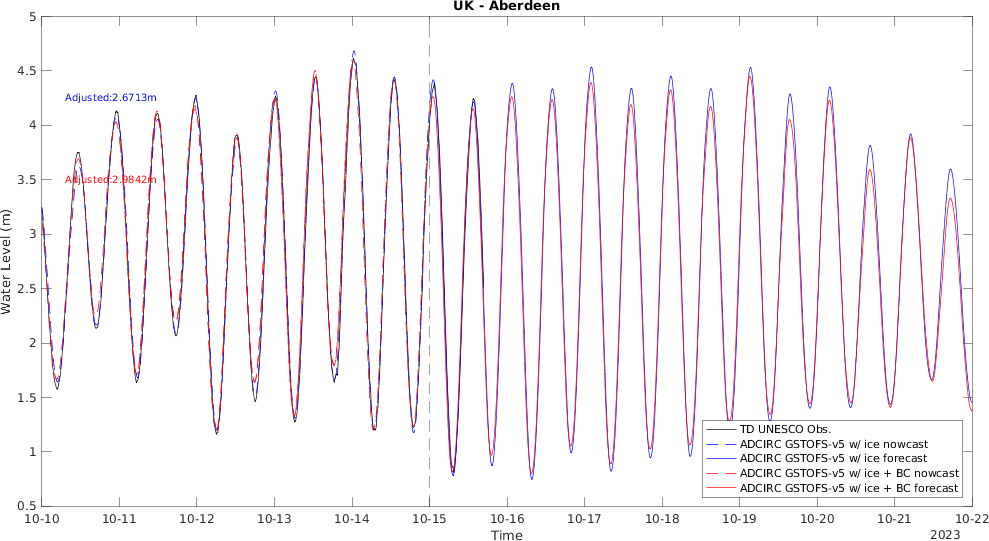 UK - Aberdeen
5
4.5
4
3.5
3
2.5
2
1.5
1
0.5
Water Level (m)
Adjusted:2.6713m
Adjusted:2.9842m
TD UNESCO Obs.
ADCIRC GSTOFS-v5 w/ ice nowcast
ADCIRC GSTOFS-v5 w/ ice forecast
ADCIRC GSTOFS-v5 w/ ice + BC nowcast
ADCIRC GSTOFS-v5 w/ ice + BC forecast
10-10 10-11 10-12 10-13 10-14 10-15 10-16 10-17 10-18 10-19 10-20 10-21 10-22
Time
2023